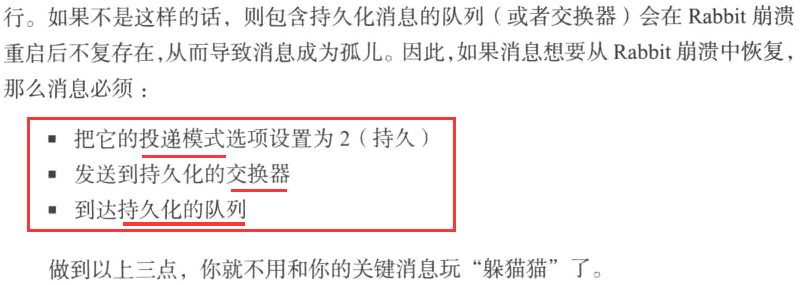 行。如果不是这样的话，则包含持久化消息的队列（或者交换器）会在 Rabbit 崩溃
重启后不复存在，从而导致消息成为孤儿。因此，如果消息想要从 Rabbit 崩溃中恢复，
那么消息必须：
■ 把它的投递模式选项设置为 2（持久）
■ 发送到持久化的交换器
■ 到达持久化的队列
做到以上三点，你就不用和你的关键消息玩“躲猫猫”了。